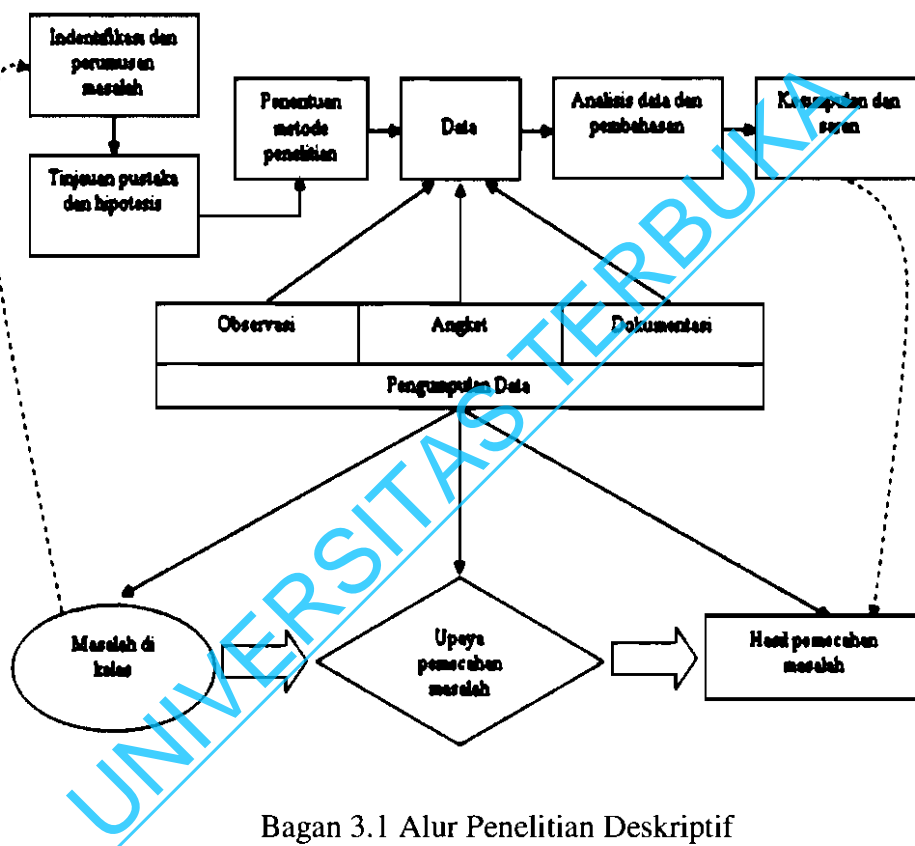 Indentifikasi dan
perumusan
masalah
Tinjauan pustaka
dan hipotesis
Penentuan
metode
penelitian
Data
Analisis data dan
pembahasan
Kesimpulan dan
saran
Observasi
Angket
Dokumentasi
Pengumpulan Data
Masalah di
kelas
Upaya
pemecahan
masalah
Hasil pemecahan
masalah
UNIVERSITAS TERBUKA
Bagan 3.1 Alur Penelitian Deskriptif